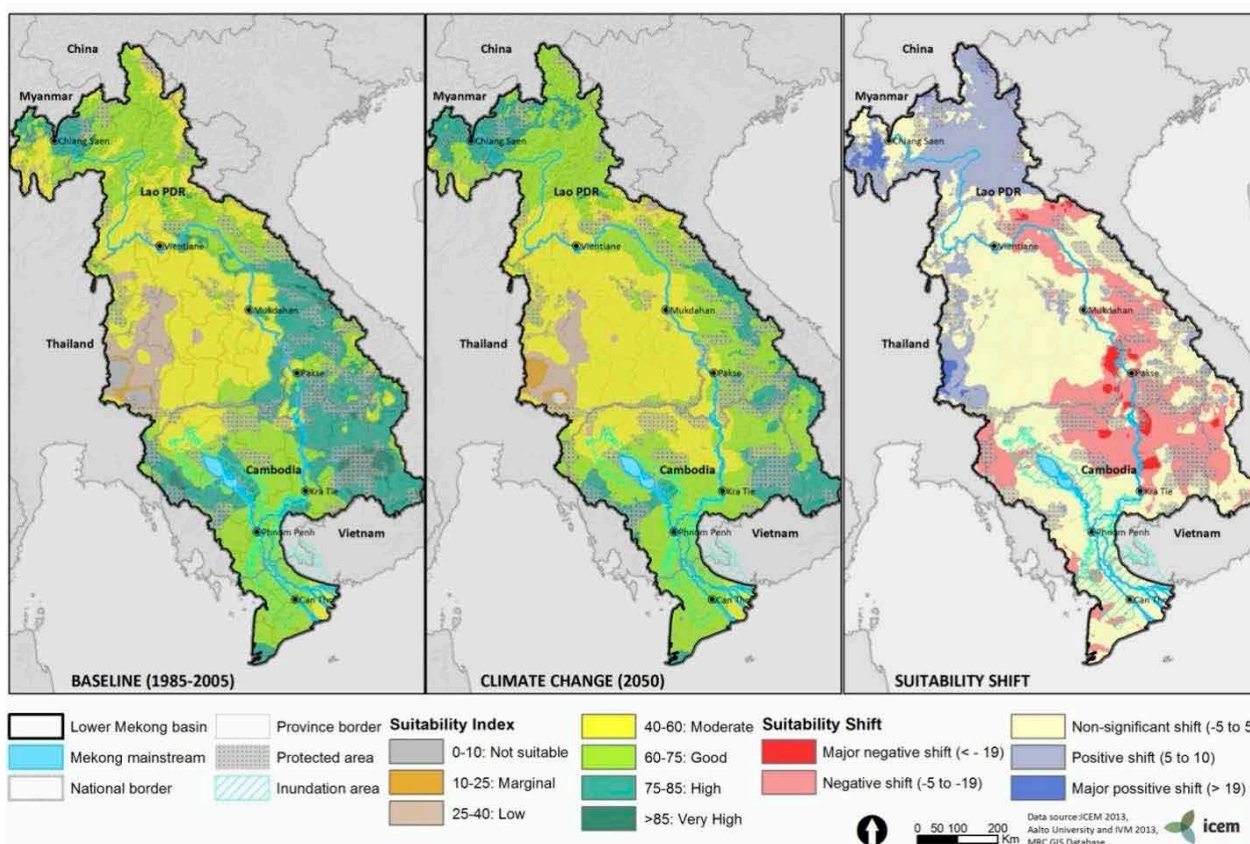 China
Myanmar
Chiang Saen
Lao PDR
Vientiane
Mukdahan
Thailand
Pakse
Cambodia
Kra Tie
Phnom Penh
Vietnam
Can Tho
BASELINE (1985-2005)
China
Myanmar
Chiang Saen
Lao PDR
Vientiane
Mukdahan
Thailand
Pakse
Cambodia
Kra Tie
Phnom Penh
Vietnam
Can Tho
CLIMATE CHANGE (2050)
China
Myanmar
Chiang Saen
Lao PDR
Vientiane
Mukdahan
Thailand
Pakse
Cambodia
Kra Tie
Phnom Penh
Vietnam
Can Tho
SUITABILITY SHIFT
Lower Mekong basin
Mekong mainstream
National border
Province border
Protected area
Inundation area
Suitability Index
0-10: Not suitable
10-25: Marginal
25-40: Low
40-60: Moderate
60-75: Good
75-85: High
>85: Very High
Suitability Shift
Major negative shift (< - 19)
Negative shift (-5 to -19)
Non-significant shift (-5 to 5
Positive shift (5 to 10)
Major possitive shift (> 19)
0 50 100 200
Km
Data source:ICEM 2013,
Aalto University and IVM 2013,
MRC GIS Database
icem